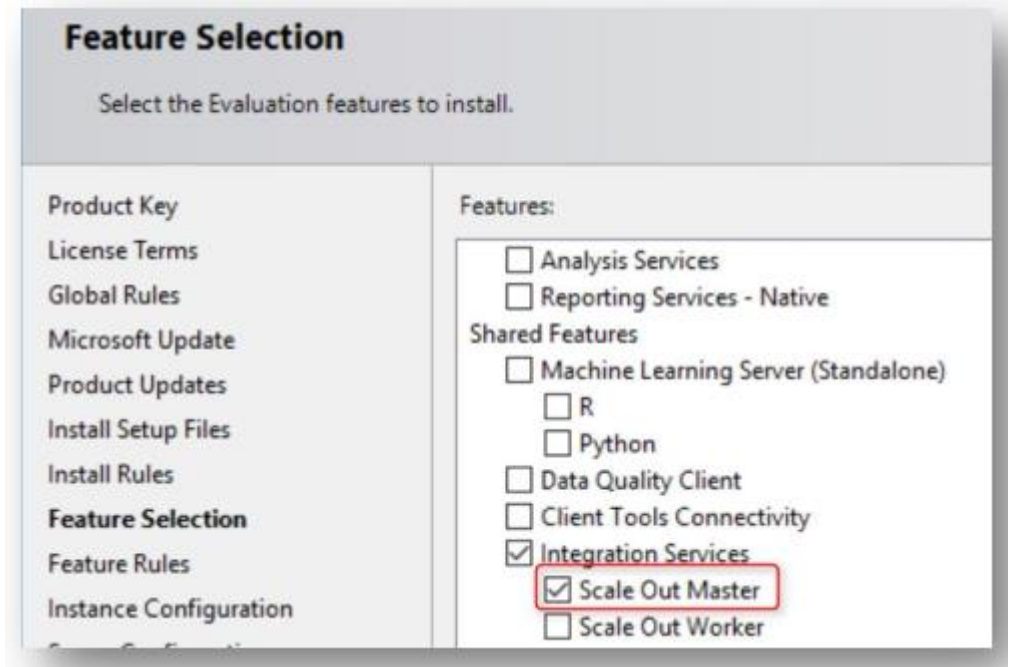 Feature Selection
Select the Evaluation features to install.
Product Key
License Terms
Global Rules
Microsoft Update
Product Updates
Install Setup Files
Install Rules
Feature Selection
Feature Rules
Instance Configuration
Features:
Analysis Services
Reporting Services - Native
Shared Features
Machine Learning Server (Standalone)
R
Python
Data Quality Client
Client Tools Connectivity
Integration Services
Scale Out Master
Scale Out Worker